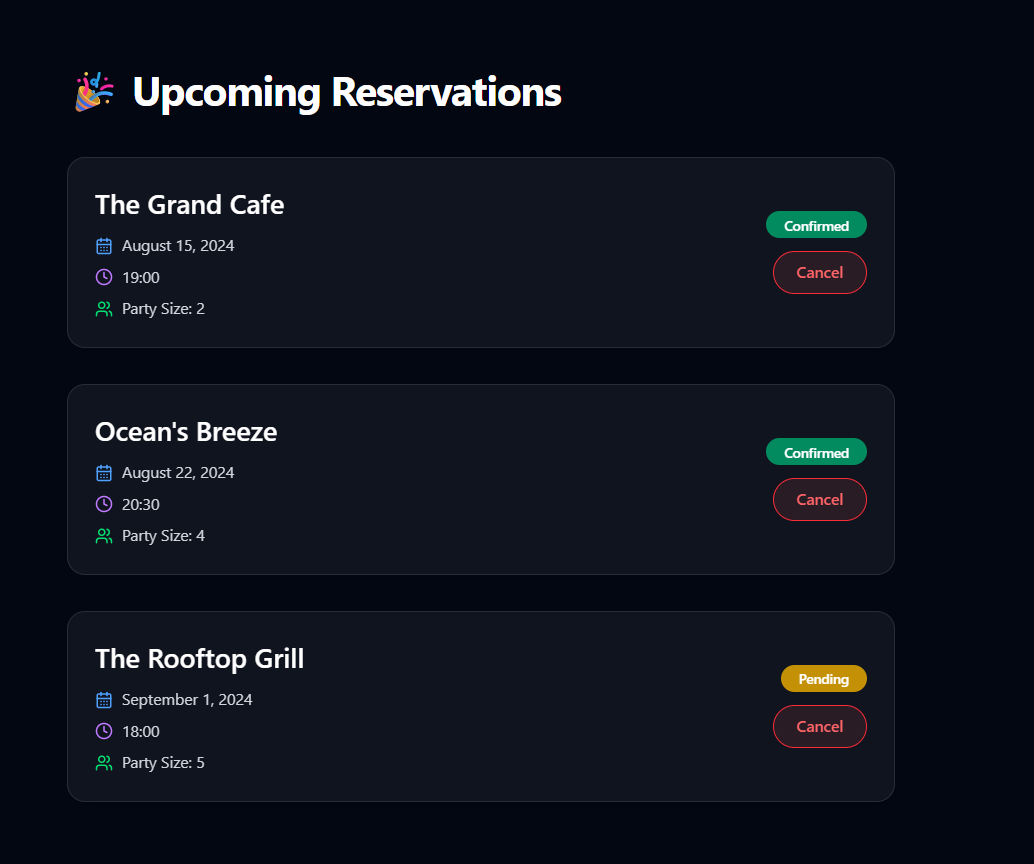 Upcoming Reservations
The Grand Cafe
August 15, 2024
19:00
Party Size: 2
Confirmed
Cancel
Ocean's Breeze
August 22, 2024
20:30
Party Size: 4
Confirmed
Cancel
The Rooftop Grill
September 1, 2024
18:00
Party Size: 5
Pending
Cancel